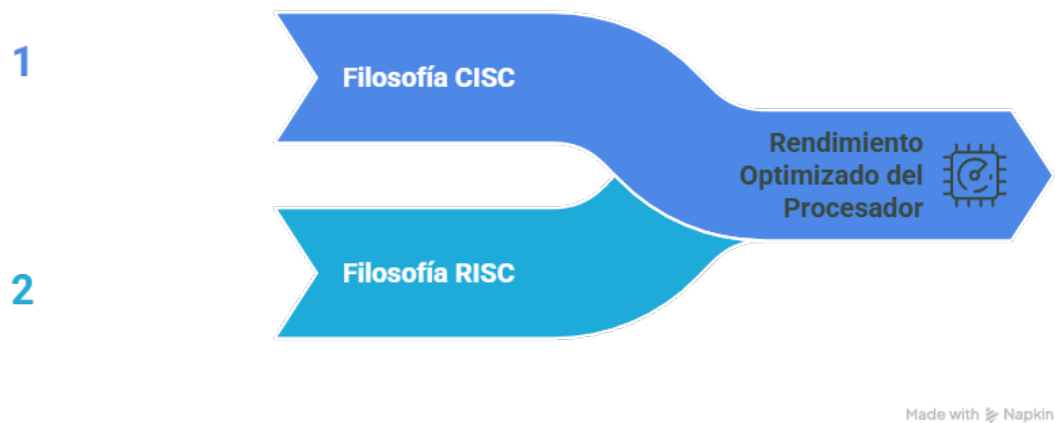 1
Filosofía CISC
Rendimiento
Optimizado del
Procesador
2
Filosofía RISC
Made with Napkin